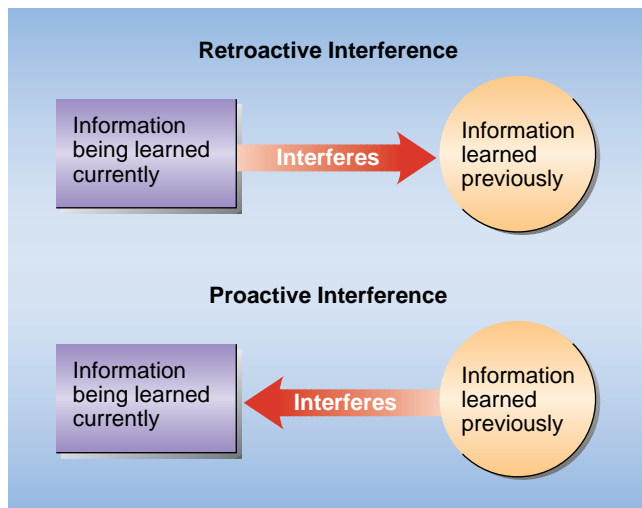 Retroactive Interference
Information
being learned
currently
Interferes
Information
learned
previously
Proactive Interference
Information
being learned
currently
Interferes
Information
learned
previously